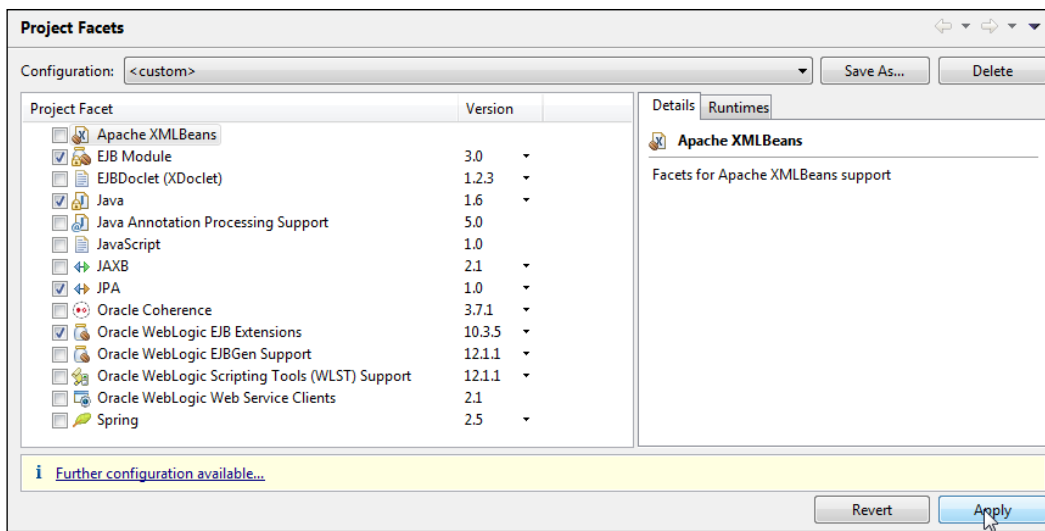 Project Facets
Configuration: <custom> Save As... Delete
Project Facet Version
Apache XMLBeans
EJB Module 3.0
EJBDoclet (XDoclet) 1.2.3
Java 1.6
Java Annotation Processing Support 5.0
JavaScript 1.0
JAXB 2.1
JPA 1.0
Oracle Coherence 3.7.1
Oracle WebLogic EJB Extensions 10.3.5
Oracle WebLogic EJBGen Support 12.1.1
Oracle WebLogic Scripting Tools (WLST) Support 12.1.1
Oracle WebLogic Web Service Clients 2.1
Spring 2.5
Details Runtimes
Apache XMLBeans
Facets for Apache XMLBeans support
Further configuration available...
Revert Apply